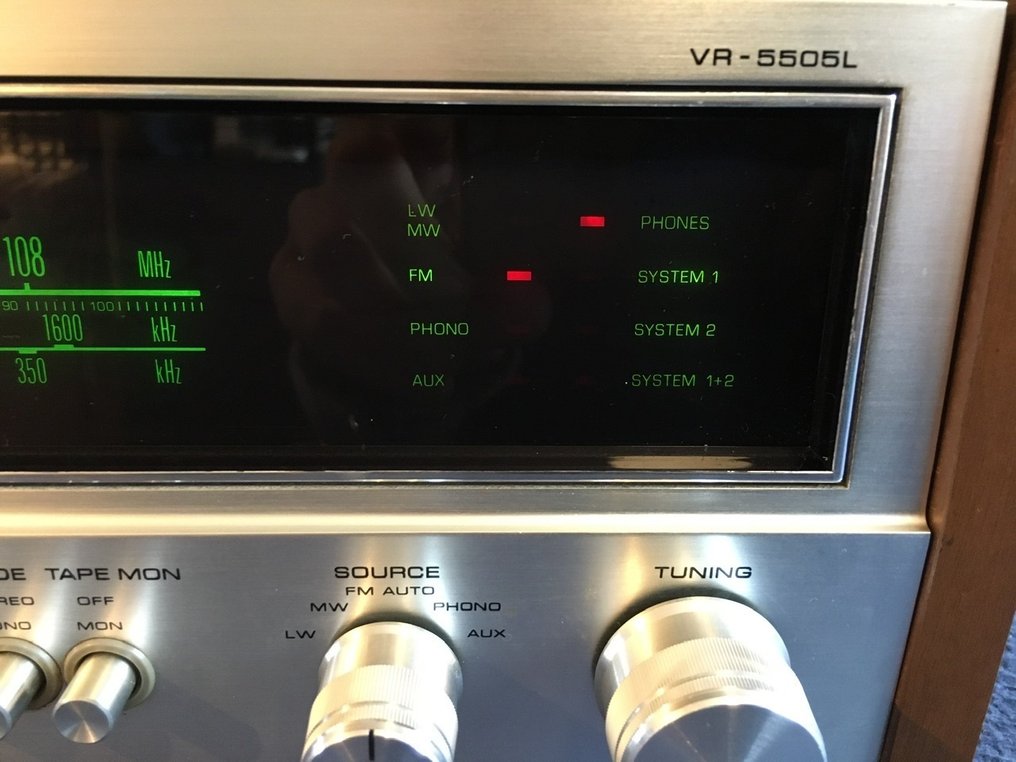 VR-5505L
LW
MW
PHONES
108 MHz
FM
SYSTEM 1
90 100
1600 kHz
PHONO
SYSTEM 2
350 kHz
AUX
SYSTEM 1+2
TAPE MON
OFF
MON
SOURCE
FM AUTO
MW PHONO
LW AUX
TUNING